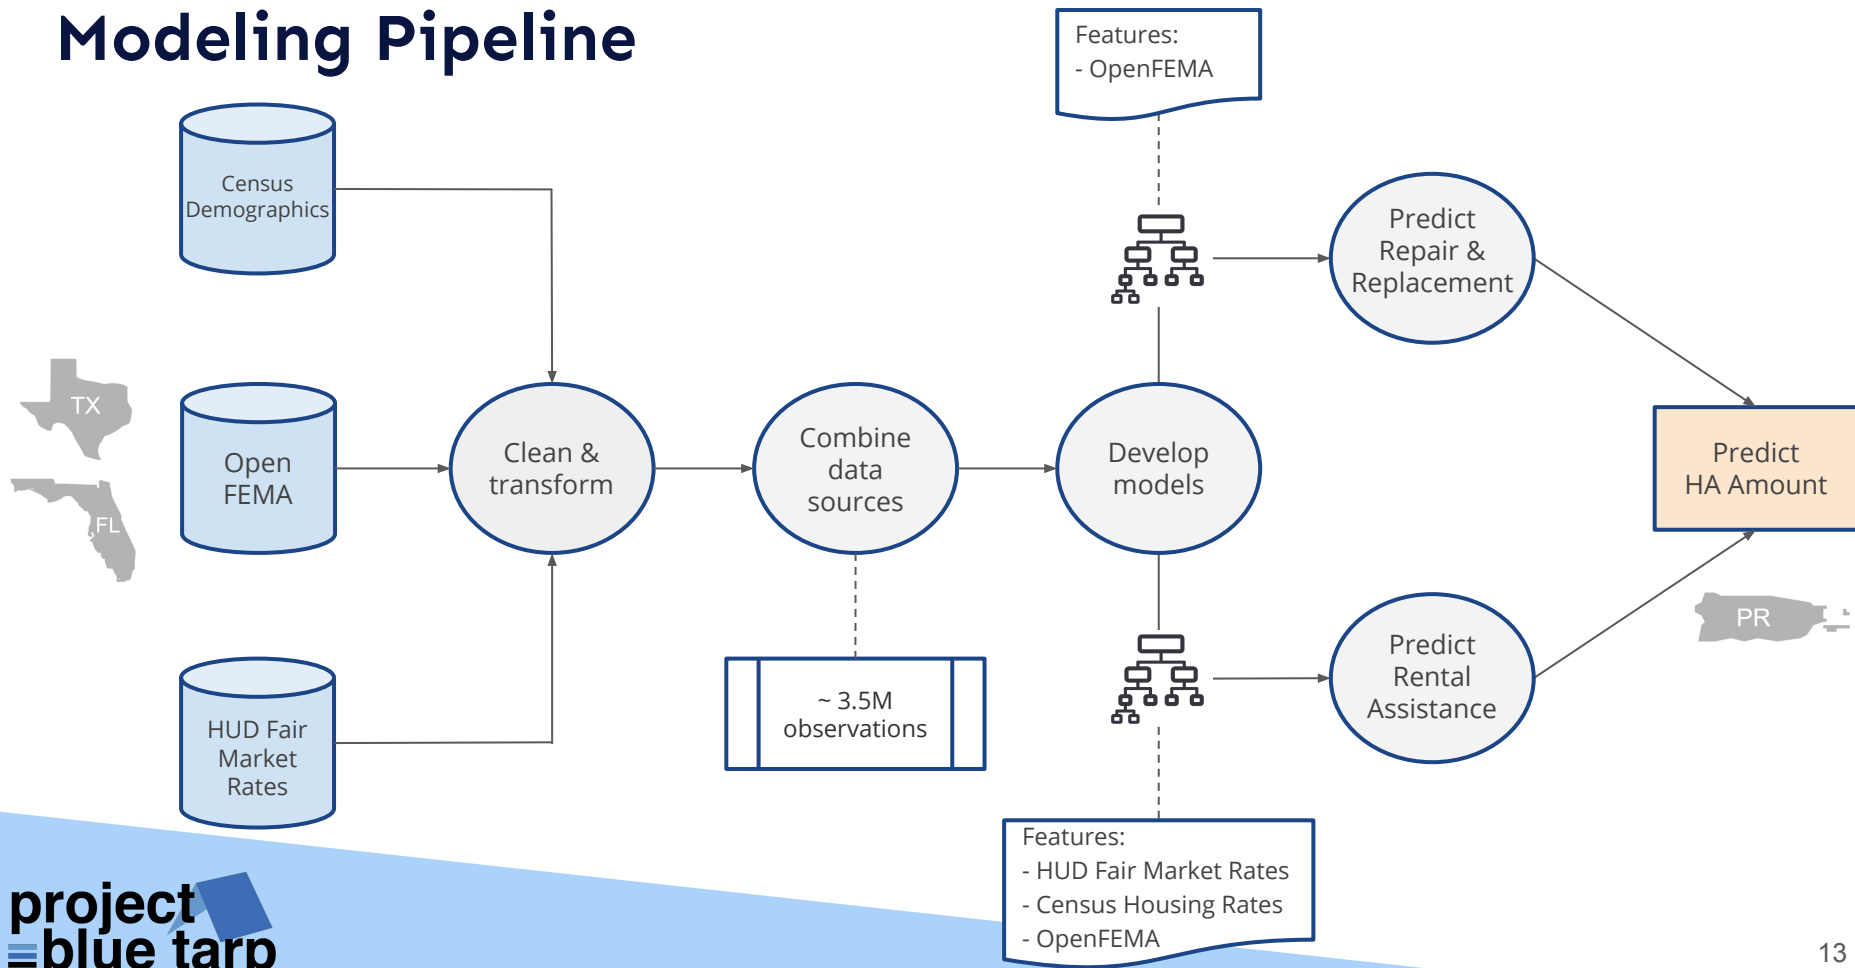 Modeling Pipeline
Features:
- OpenFEMA
Census
Demographics
Predict
Repair &
Replacement
TX
FL
Open
FEMA
Clean &
transform
Combine
data
sources
Develop
models
Predict
HA Amount
PR
HUD Fair
Market
Rates
~ 3.5M
observations
Predict
Rental
Assistance
Features:
- HUD Fair Market Rates
- Census Housing Rates
- OpenFEMA
project
blue tarp
13